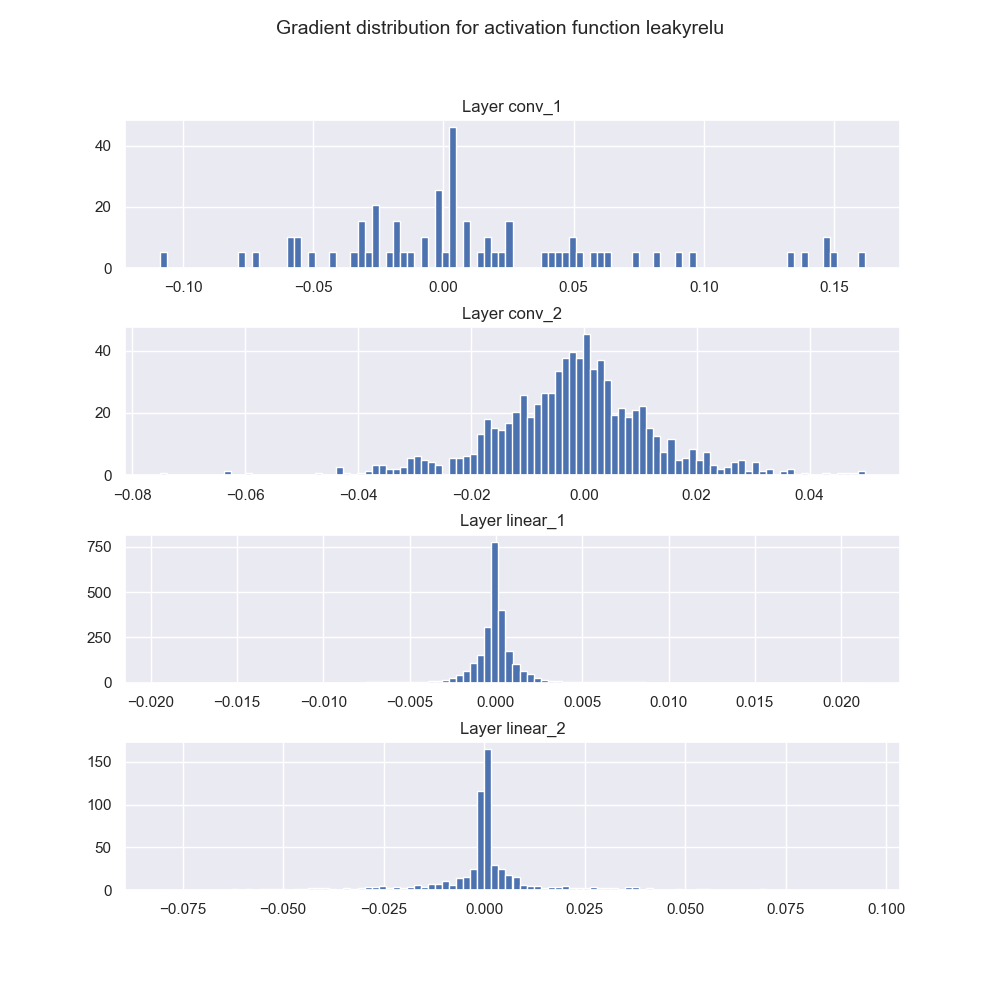 Gradient distribution for activation function leakyrelu
Layer conv_1
40
20
0
−0.10 −0.05 0.00 0.05 0.10 0.15
Layer conv_2
40
20
0
−0.08 −0.06 −0.04 −0.02 0.00 0.02 0.04
Layer linear_1
750
500
250
0
−0.020 −0.015 −0.010 −0.005 0.000 0.005 0.010 0.015 0.020
Layer linear_2
150
100
50
0
−0.075 −0.050 −0.025 0.000 0.025 0.050 0.075 0.100